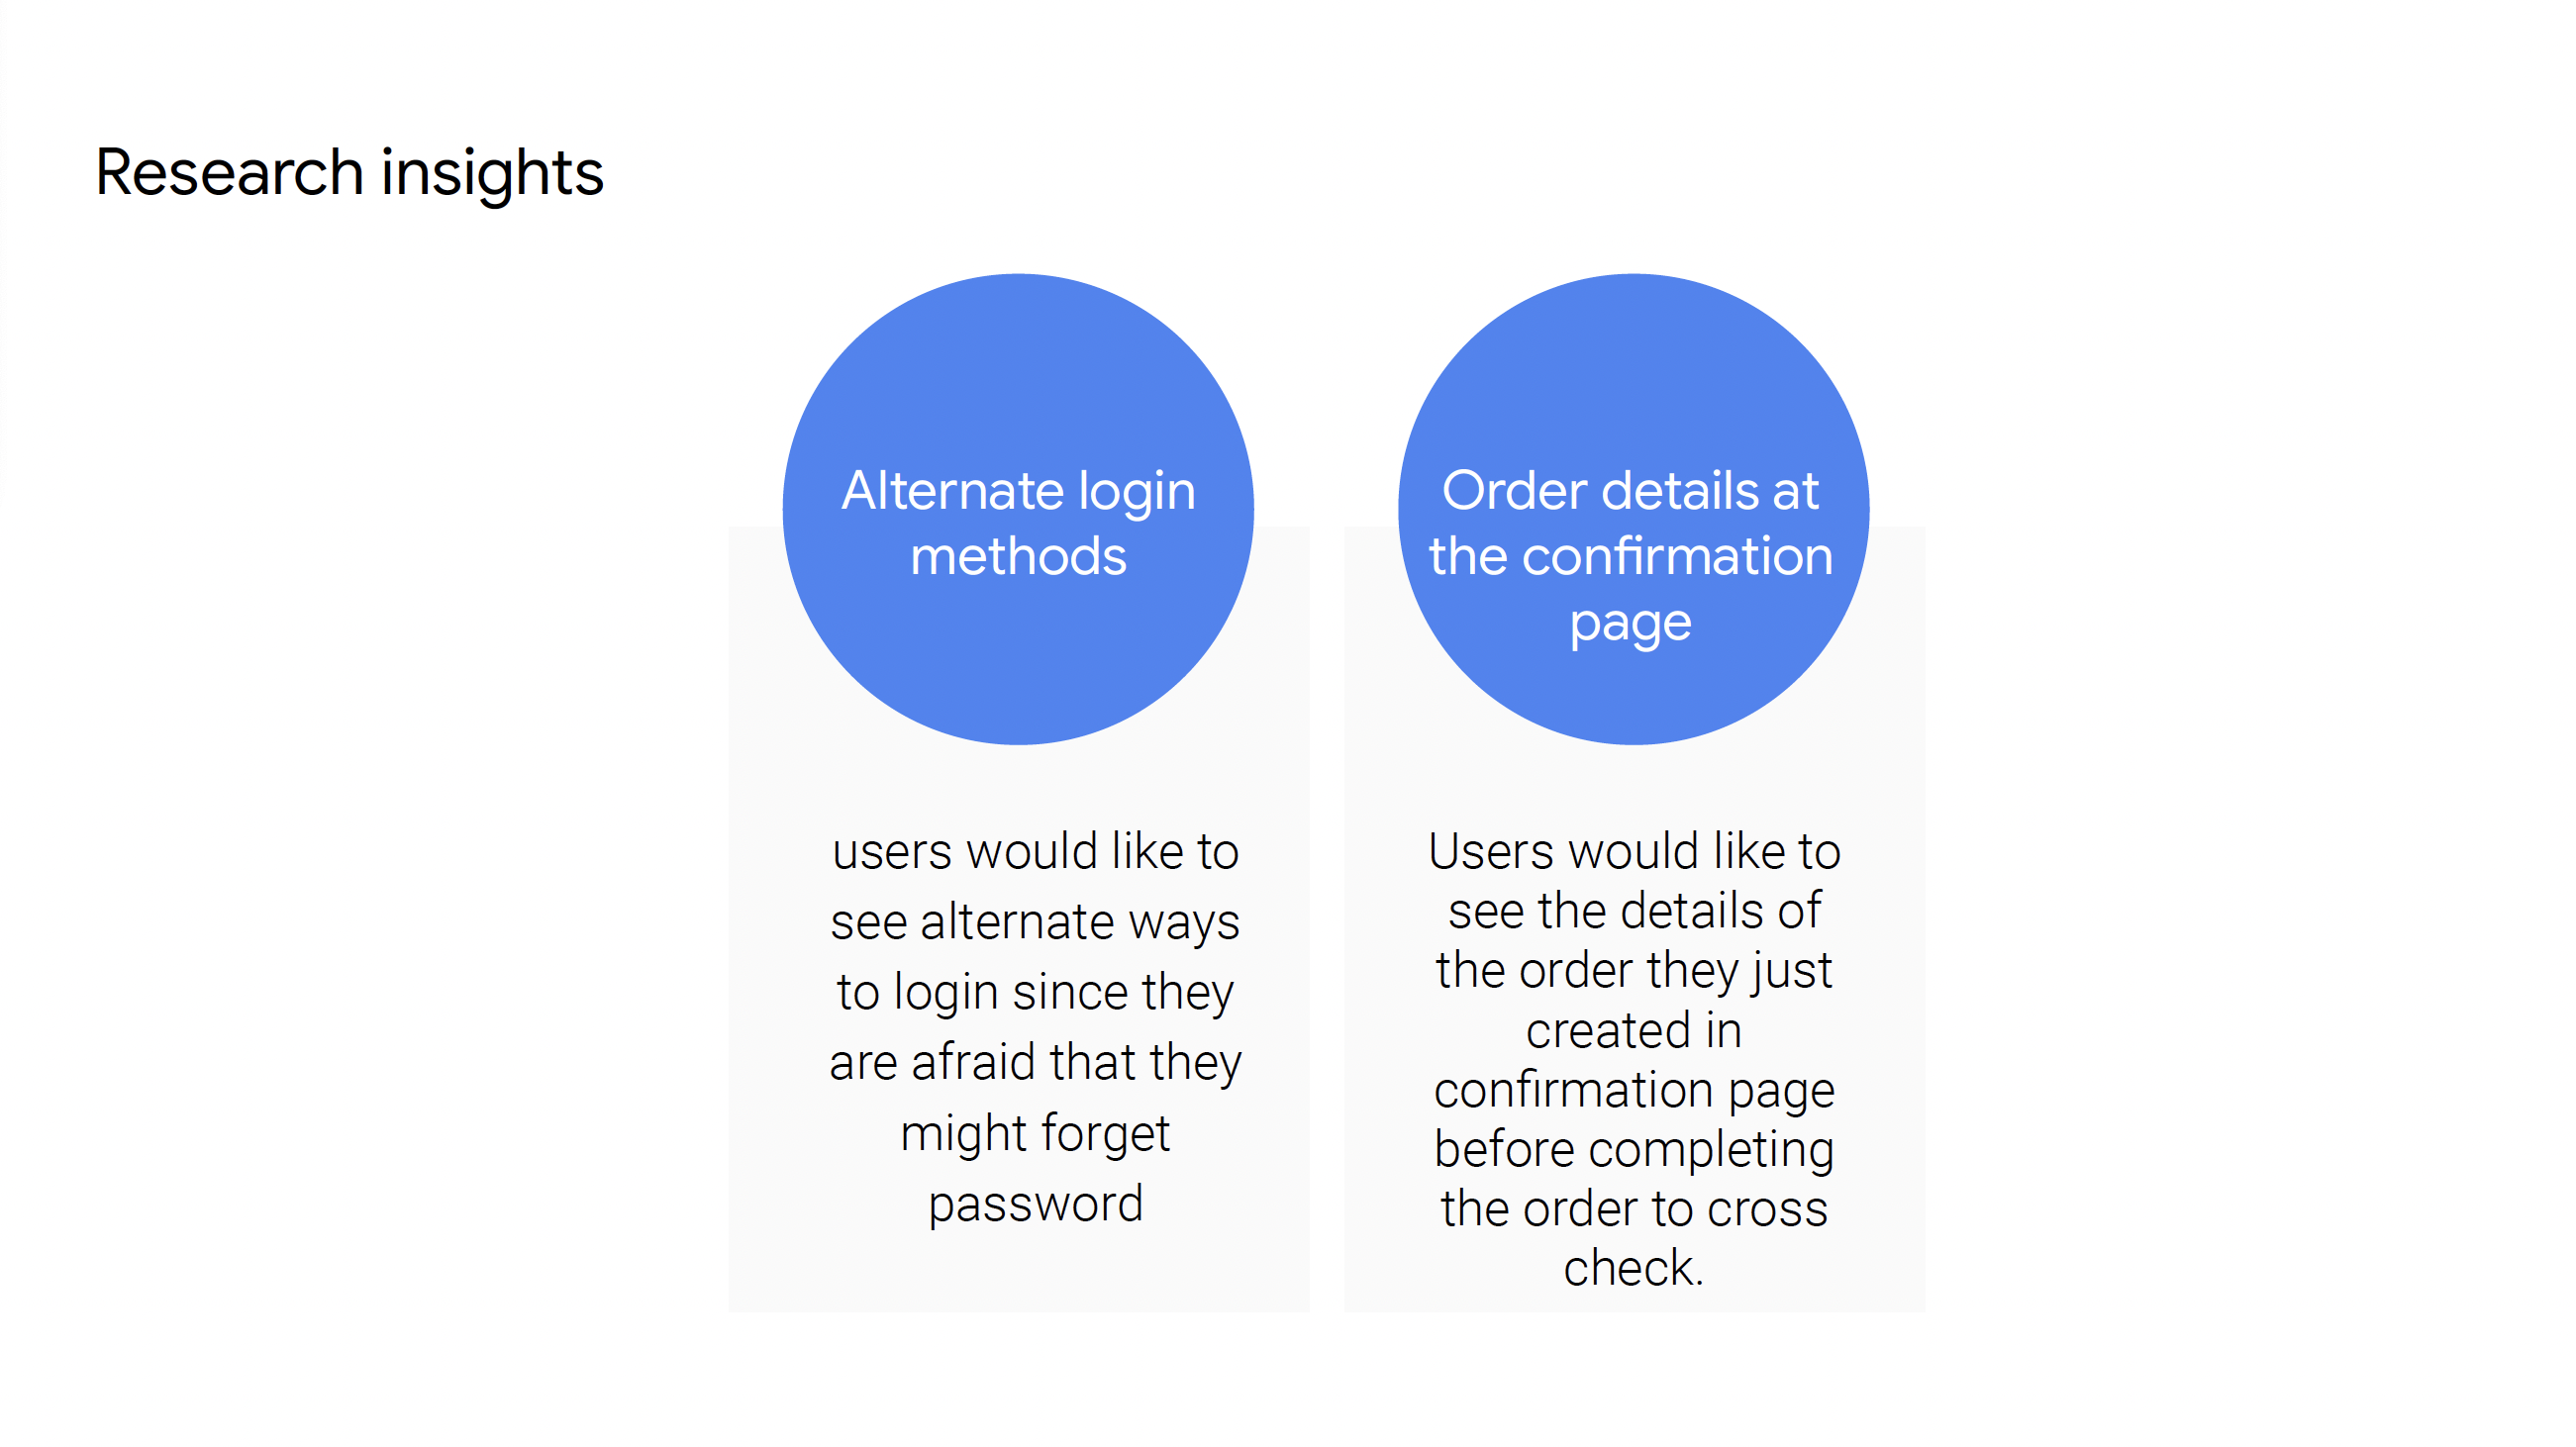 Research insights
Alternate login
methods
users would like to
see alternate ways
to login since they
are afraid that they
might forget
password
Order details at
the confirmation
page
Users would like to
see the details of
the order they just
created in
confirmation page
before completing
the order to cross
check.